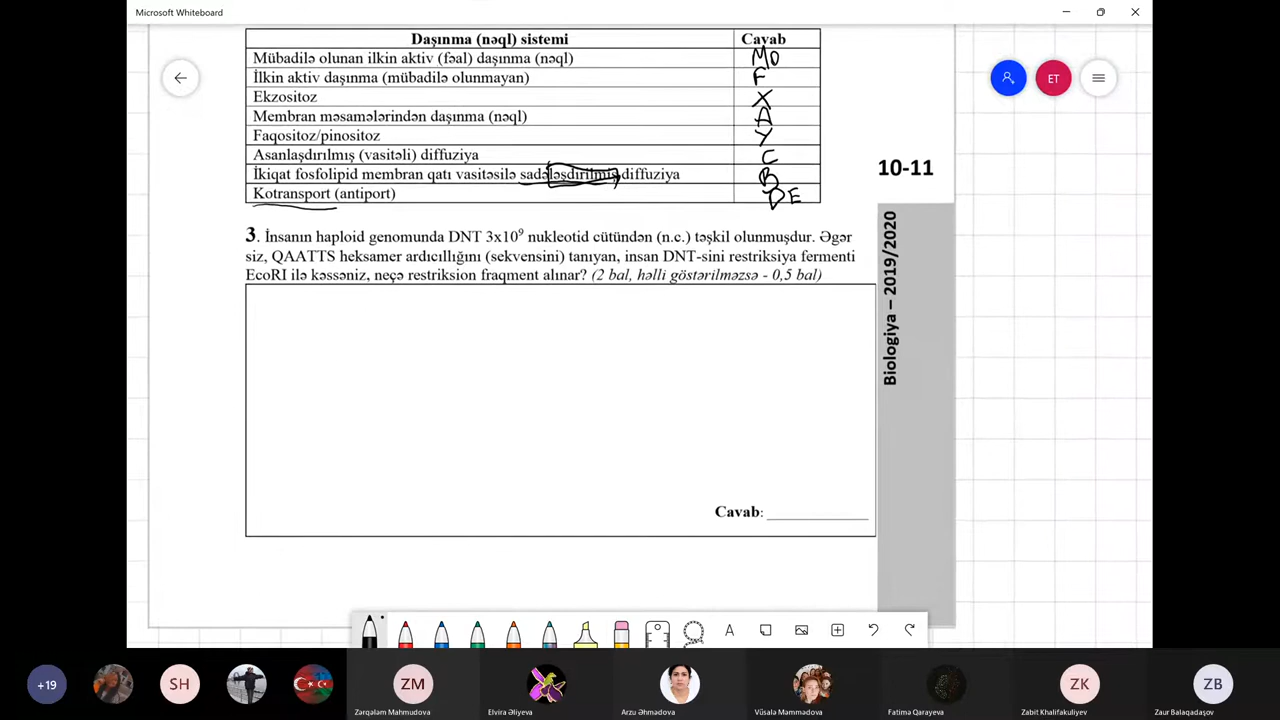 Microsoft Whiteboard
Daşınma (nəql) sistemi Cavab
Mübadilə olunan ilkin aktiv (fəal) daşınma (nəql) MO
İlkin aktiv daşınma (mübadilə olunmayan) F
Ekzositoz X
Membran məsamələrindən daşınma (nəql) A
Faqositoz/pinositoz Y
Asanlaşdırılmış (vasitəli) diffuziya C
İkiqat fosfolipid membran qatı vasitəsilə sadələşdirilmiş diffuziya B
Kotransport (antiport) D E
10-11
3. İnsanın haploid genomunda DNT 3x10⁹ nukleotid cütündən (n.c.) təşkil olunmuşdur. Əgər
siz, QAATTS heksamer ardıcıllığını (sekvensini) tanıyan, insan DNT-sini restriksiya fermenti
EcoRI ilə kəssəniz, neçə restriksion fraqment alınar? (2 bal, həlli göstərilməzsə - 0,5 bal)
Biologiya – 2019/2020
Cavab: ________
ET
A
+19
SH
ZM
ZK
ZB
Zərqələm Mahmudova
Elvira Əliyeva
Arzu Əhmədova
Vüsalə Məmmədova
Fatimə Qarayeva
Zabit Khalifakuliyev
Zaur Balaqadaşov